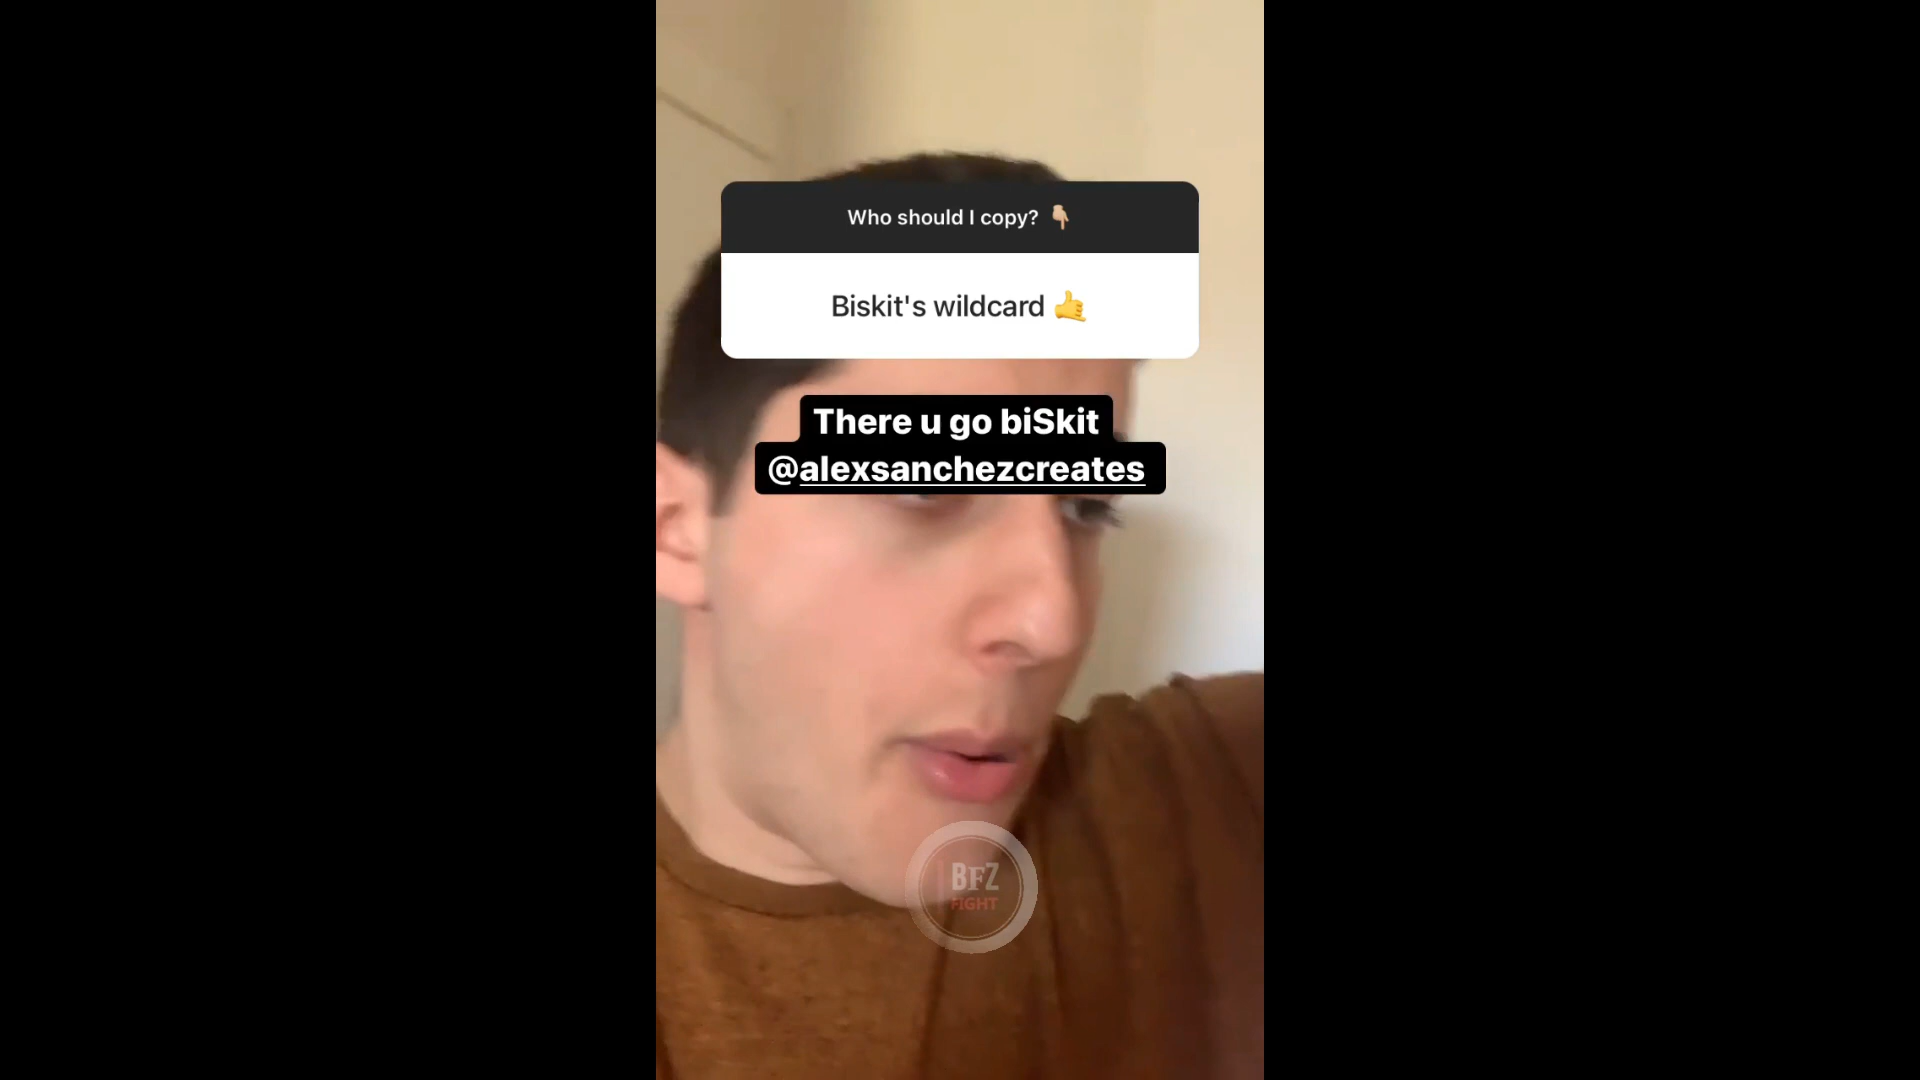 Who should I copy? 👇🏼
Biskit's wildcard 🤙
There u go biSkit
@alexsanchezcreates
BFZ
FIGHT